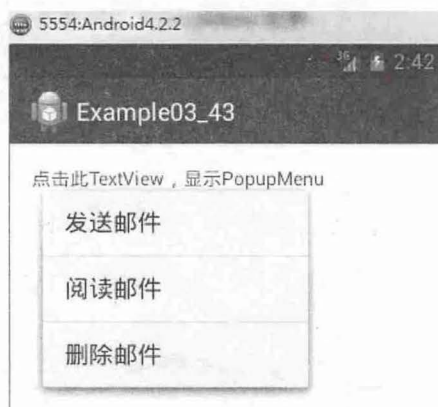 5554:Android4.2.2
3G 2:42
Example03_43
点击此TextView，显示PopupMenu
发送邮件
阅读邮件
删除邮件